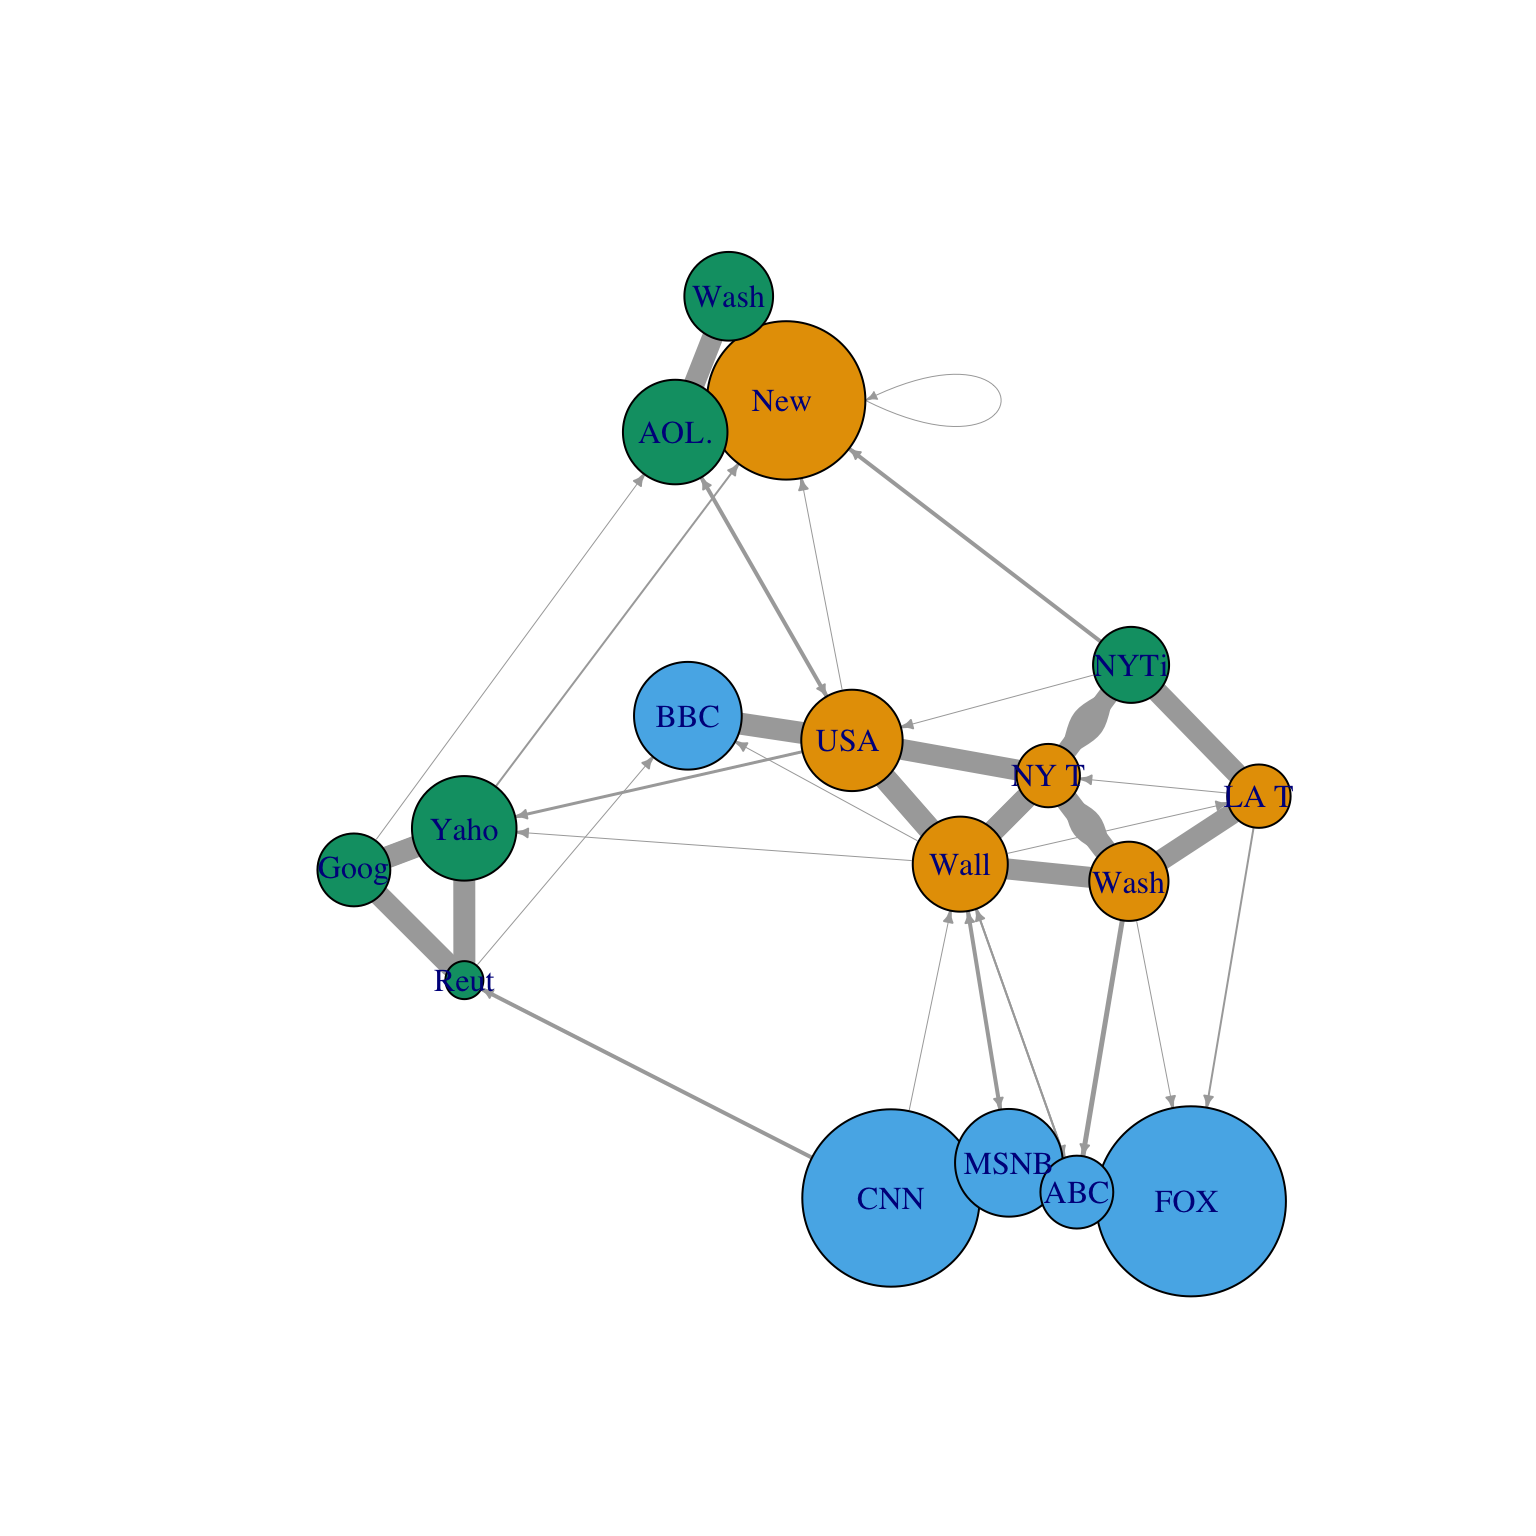 Wash
New
AOL.
NYTi
BBC
USA
NY T
LA T
Yaho
Goog
Wall
Wash
Reut
MSNB
CNN
ABC
FOX